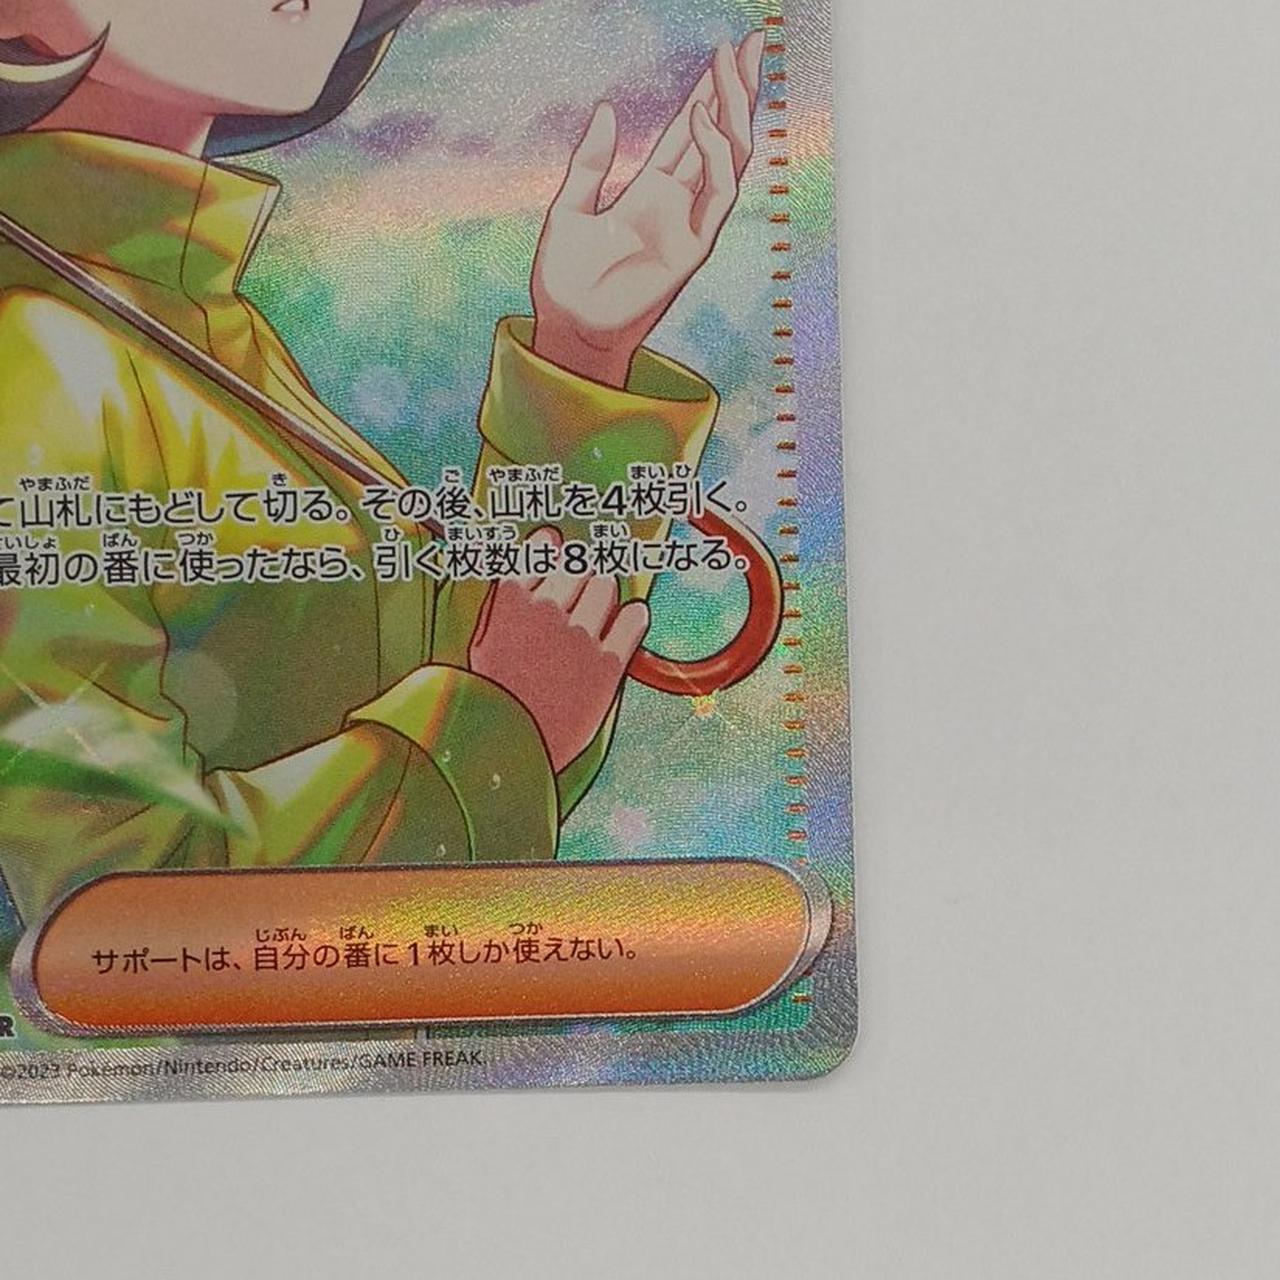 て山札にもどして切る。その後、山札を4枚引く。
最初の番に使ったなら、引く枚数は8枚になる。
サポートは、自分の番に1枚しか使えない。
R
©2023 Pokémon/Nintendo/Creatures/GAME FREAK.